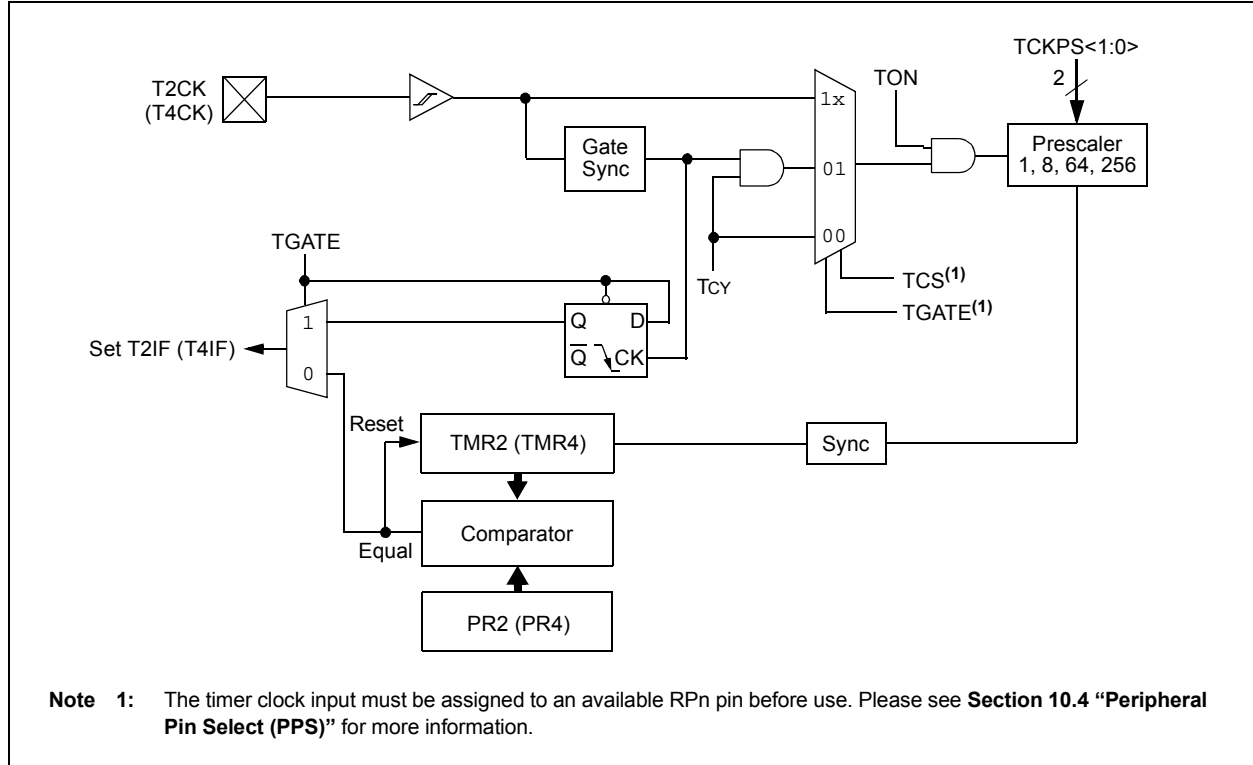 TCKPS<1:0>
2
T2CK
(T4CK)
TON
1x
Prescaler
1, 8, 64, 256
Gate
Sync
01
00
TGATE
TCY
TCS(1)
TGATE(1)
1
Q D
Set T2IF (T4IF)
Q CK
0
Reset
TMR2 (TMR4)
Sync
Comparator
Equal
PR2 (PR4)
Note 1: The timer clock input must be assigned to an available RPn pin before use. Please see Section 10.4 “Peripheral
Pin Select (PPS)” for more information.